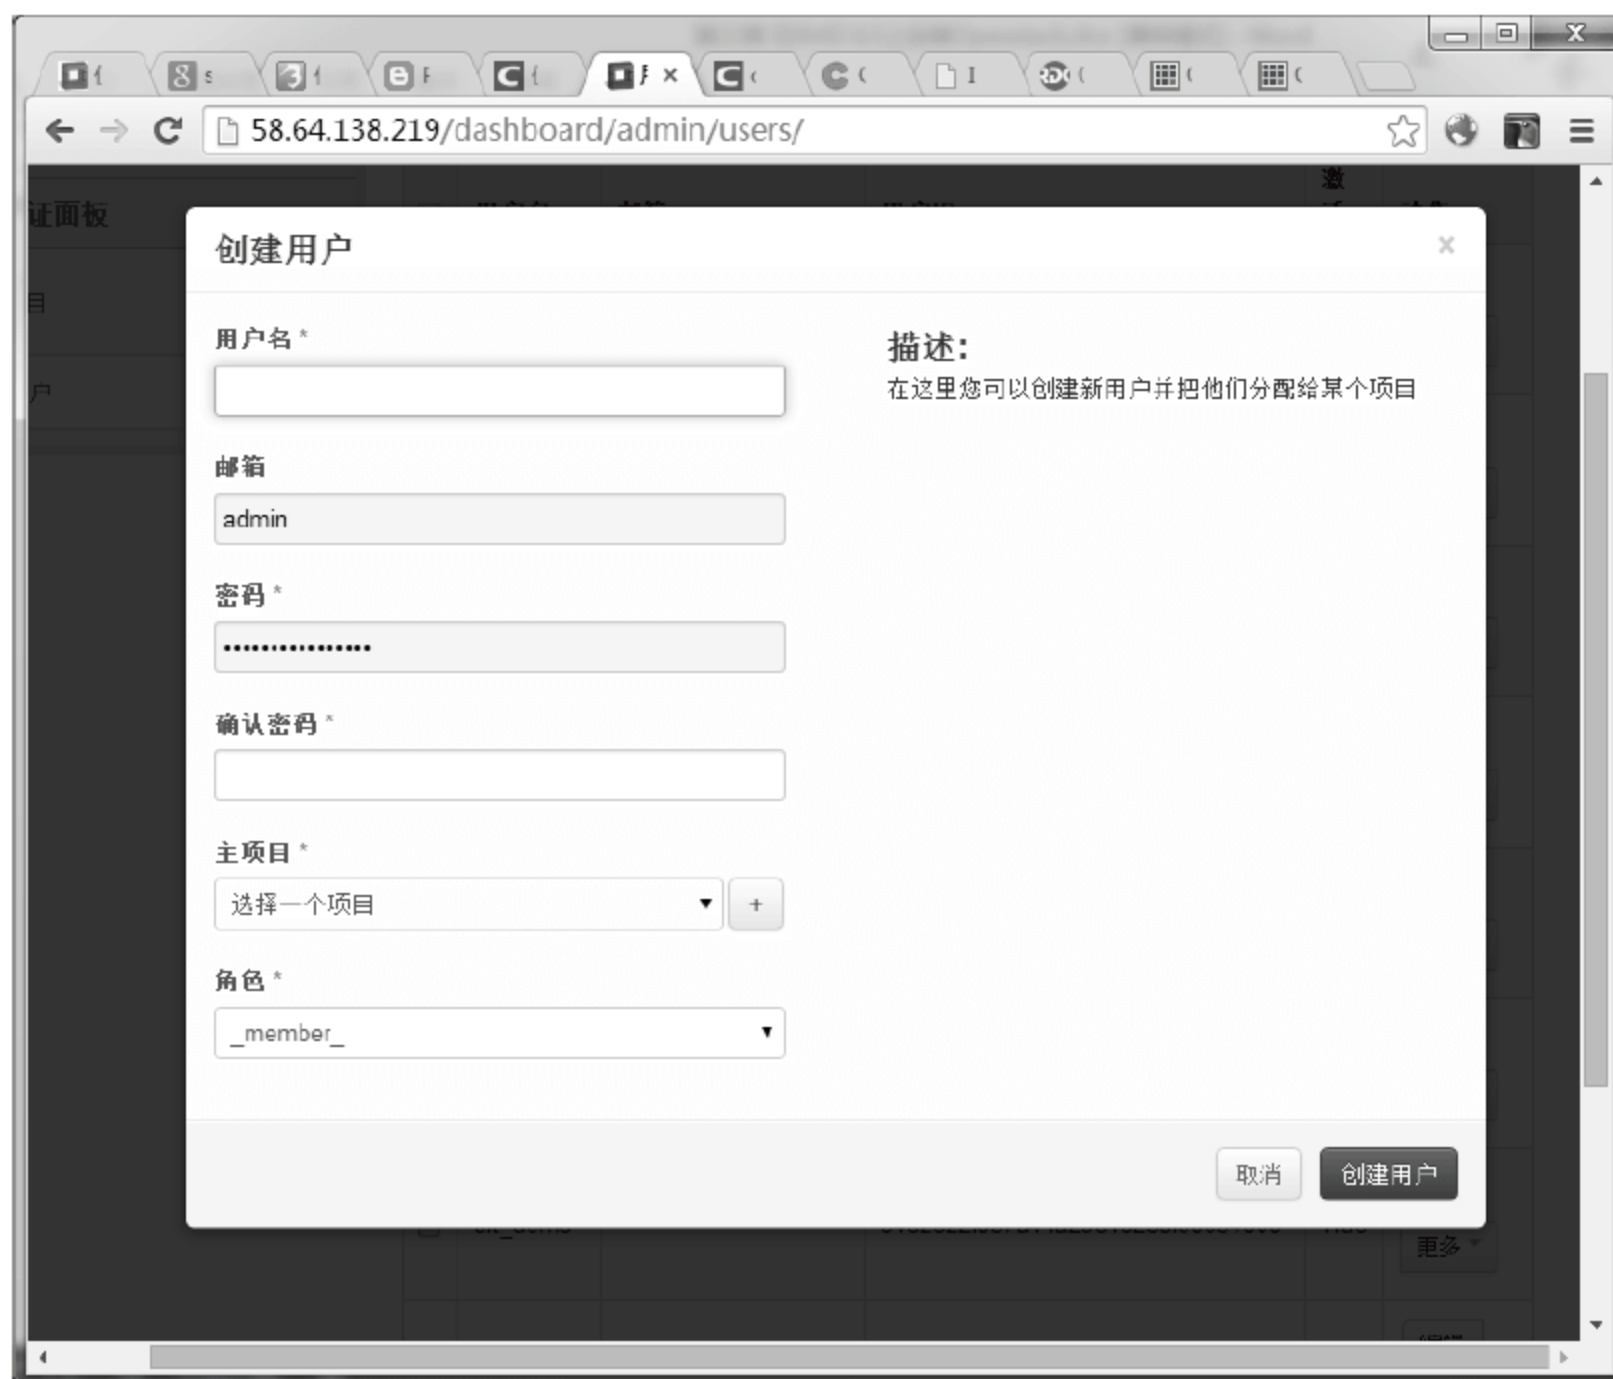 58.64.138.219/dashboard/admin/users/
激
证面板
目
户
创建用户
×
用户名 *
邮箱
admin
密码 *
••••••••••••••••
确认密码 *
主项目 *
选择一个项目
+
角色 *
_member_
描述:
在这里您可以创建新用户并把他们分配给某个项目
取消
创建用户
更多